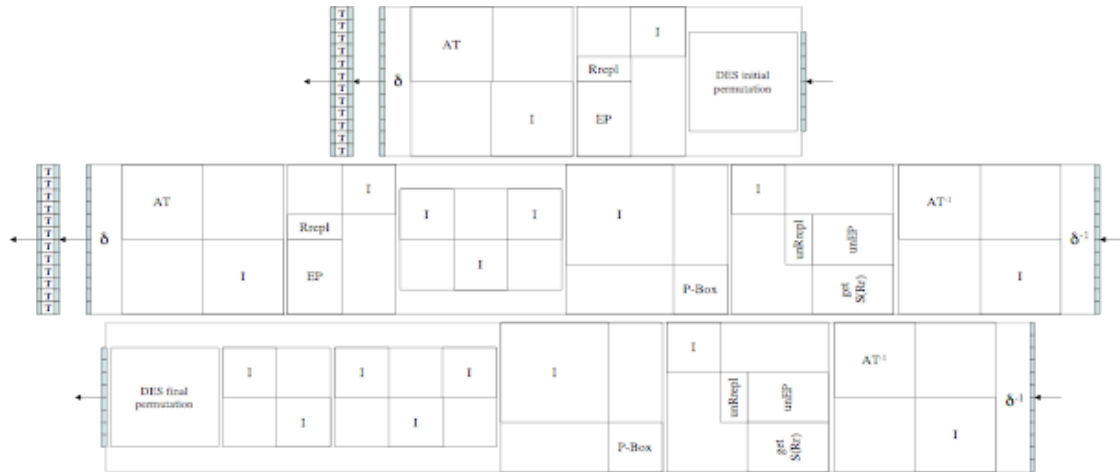 T
T
T
T
T
T
T
T
T
T
T
T
δ
AT
I
I
Rrepl
EP
DES initial
permutation
T
T
T
T
T
T
T
T
T
T
T
T
δ
AT
I
I
Rrepl
EP
I
I
I
I
P-Box
I
unRrepl
unEP
get
S(Rr)
AT⁻¹
I
δ⁻¹
DES final
permutation
I
I
I
I
I
I
P-Box
I
unRrepl
unEP
get
S(Rr)
AT⁻¹
I
δ⁻¹